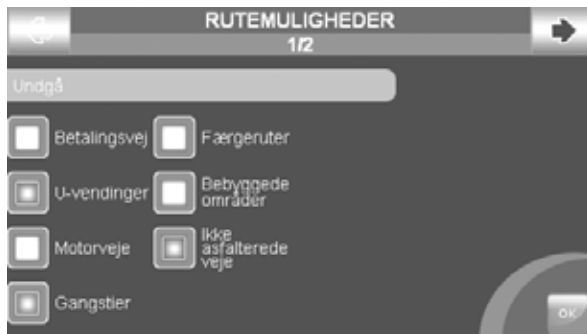 RUTEMULIGHEDER
1/2
Undgå
Betalingsvej
Færgeruter
U-vendinger
Bebyggede
områder
Motorveje
Ikke
asfalterede
veje
Gangstier
OK